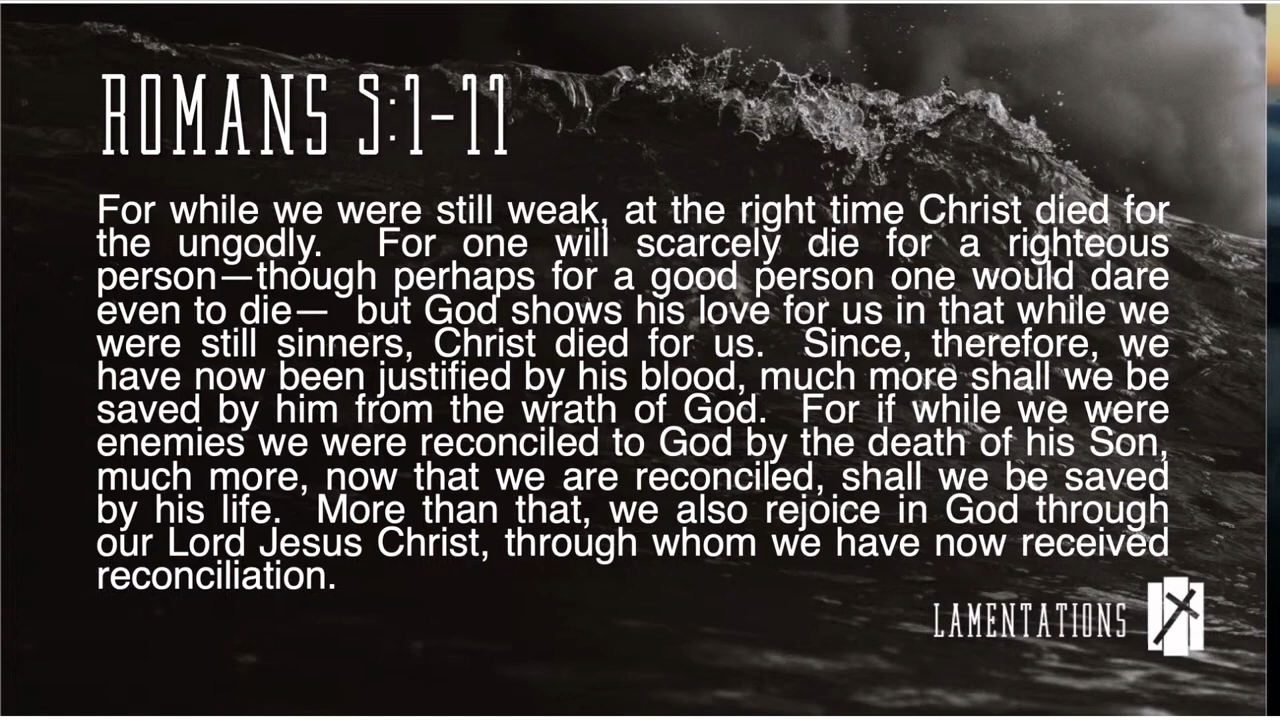 ROMANS 5:1-11
For while we were still weak, at the right time Christ died for
the ungodly. For one will scarcely die for a righteous
person—though perhaps for a good person one would dare
even to die— but God shows his love for us in that while we
were still sinners, Christ died for us. Since, therefore, we
have now been justified by his blood, much more shall we be
saved by him from the wrath of God. For if while we were
enemies we were reconciled to God by the death of his Son,
much more, now that we are reconciled, shall we be saved
by his life. More than that, we also rejoice in God through
our Lord Jesus Christ, through whom we have now received
reconciliation.
LAMENTATIONS